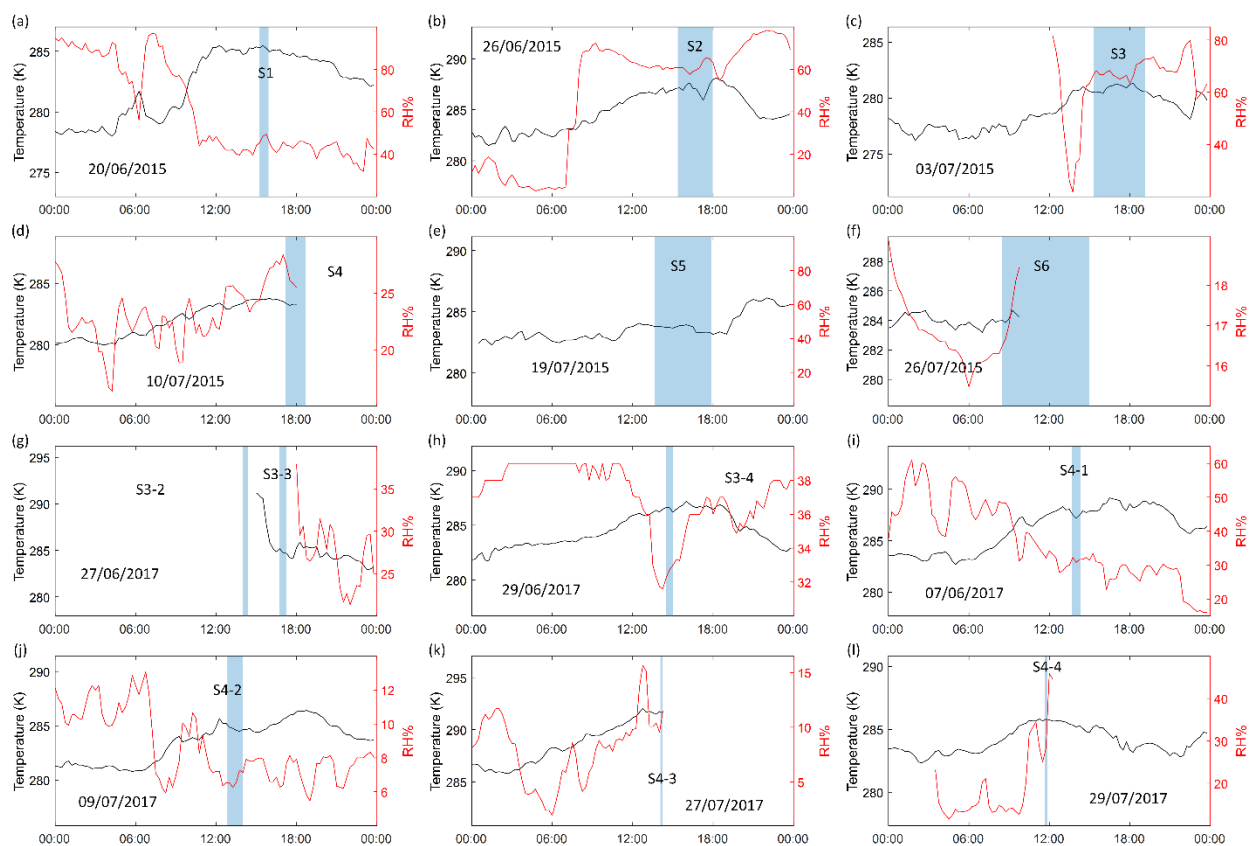 (a)
Temperature (K)
285
280
275
S1
20/06/2015
80
60
40
RH%
00:00 06:00 12:00 18:00 00:00
(b)
Temperature (K)
290
285
280
26/06/2015
S2
60
40
20
RH%
00:00 06:00 12:00 18:00 00:00
(c)
Temperature (K)
285
280
275
S3
03/07/2015
80
60
40
RH%
00:00 06:00 12:00 18:00 00:00
(d)
Temperature (K)
285
280
S4
10/07/2015
25
20
RH%
00:00 06:00 12:00 18:00 00:00
(e)
Temperature (K)
290
285
280
S5
19/07/2015
80
60
40
20
RH%
00:00 06:00 12:00 18:00 00:00
(f)
Temperature (K)
288
286
284
282
280
S6
26/07/2015
18
17
16
RH%
00:00 06:00 12:00 18:00 00:00
(g)
Temperature (K)
295
290
285
280
S3-2
S3-3
27/06/2017
35
30
25
RH%
00:00 06:00 12:00 18:00 00:00
(h)
Temperature (K)
290
285
280
S3-4
29/06/2017
38
36
34
32
RH%
00:00 06:00 12:00 18:00 00:00
(i)
Temperature (K)
290
285
280
S4-1
07/06/2017
60
50
40
30
20
RH%
00:00 06:00 12:00 18:00 00:00
(j)
Temperature (K)
290
285
280
S4-2
09/07/2017
12
10
8
6
RH%
00:00 06:00 12:00 18:00 00:00
(k)
Temperature (K)
295
290
285
S4-3
27/07/2017
15
10
5
RH%
00:00 06:00 12:00 18:00 00:00
(l)
Temperature (K)
290
285
280
S4-4
29/07/2017
40
30
20
10
RH%
00:00 06:00 12:00 18:00 00:00